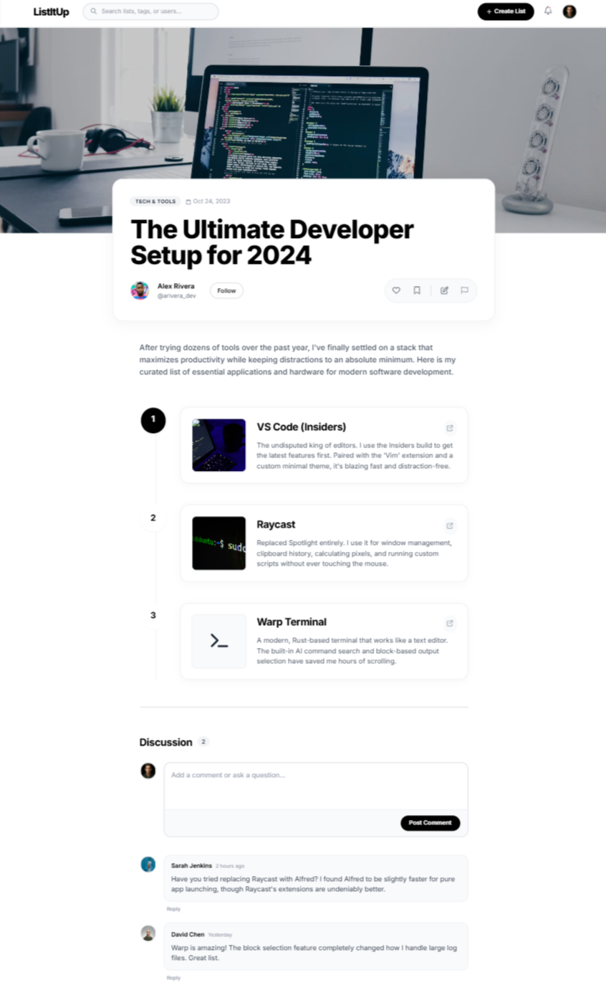 ListItUp
Search lists, tags, or users...
+ Create List
TECH & TOOLS
Oct 24, 2023
The Ultimate Developer
Setup for 2024
Alex Rivera
@arivera_dev
Follow
After trying dozens of tools over the past year, I've finally settled on a stack that
maximizes productivity while keeping distractions to an absolute minimum. Here is my
curated list of essential applications and hardware for modern software development.
1
VS Code (Insiders)
The undisputed king of editors. I use the Insiders build to get
the latest features first. Paired with the 'Vim' extension and a
custom minimal theme, it's blazing fast and distraction-free.
2
ubuntu:~$ sudo
Raycast
Replaced Spotlight entirely. I use it for window management,
clipboard history, calculating pixels, and running custom
scripts without ever touching the mouse.
3
Warp Terminal
A modern, Rust-based terminal that works like a text editor.
The built-in AI command search and block-based output
selection have saved me hours of scrolling.
Discussion
2
Add a comment or ask a question...
Post Comment
Sarah Jenkins 2 hours ago
Have you tried replacing Raycast with Alfred? I found Alfred to be slightly faster for pure
app launching, though Raycast's extensions are undeniably better.
Reply
David Chen Yesterday
Warp is amazing! The block selection feature completely changed how I handle large log
files. Great list.
Reply